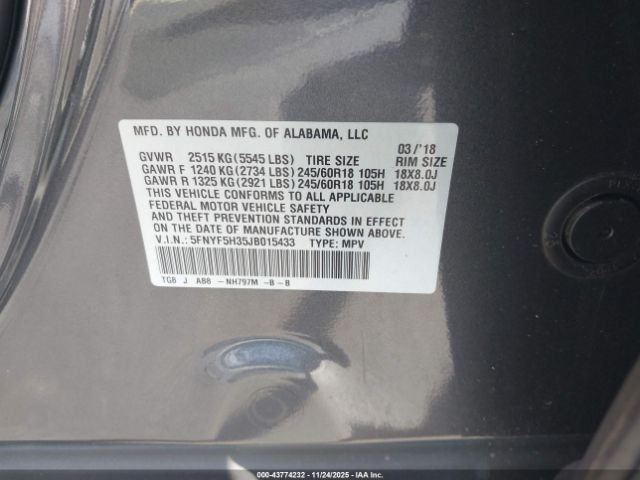 MFD. BY HONDA MFG. OF ALABAMA, LLC 03/'18
GVWR 2515 KG (5545 LBS) TIRE SIZE RIM SIZE
GAWR F 1240 KG (2734 LBS) 245/60R18 105H 18X8.0J
GAWR R 1325 KG (2921 LBS) 245/60R18 105H 18X8.0J
THIS VEHICLE CONFORMS TO ALL APPLICABLE
FEDERAL MOTOR VEHICLE SAFETY
AND THEFT PREVENTION STANDARDS IN EFFECT
ON THE DATE OF MANUFACTURE SHOWN ABOVE.
V.I.N.: 5FNYF5H35JB015433 TYPE: MPV
TG8 J AB8 -NH797M -B -B
00-43774232 - 11/24/2025 - IAA Inc.